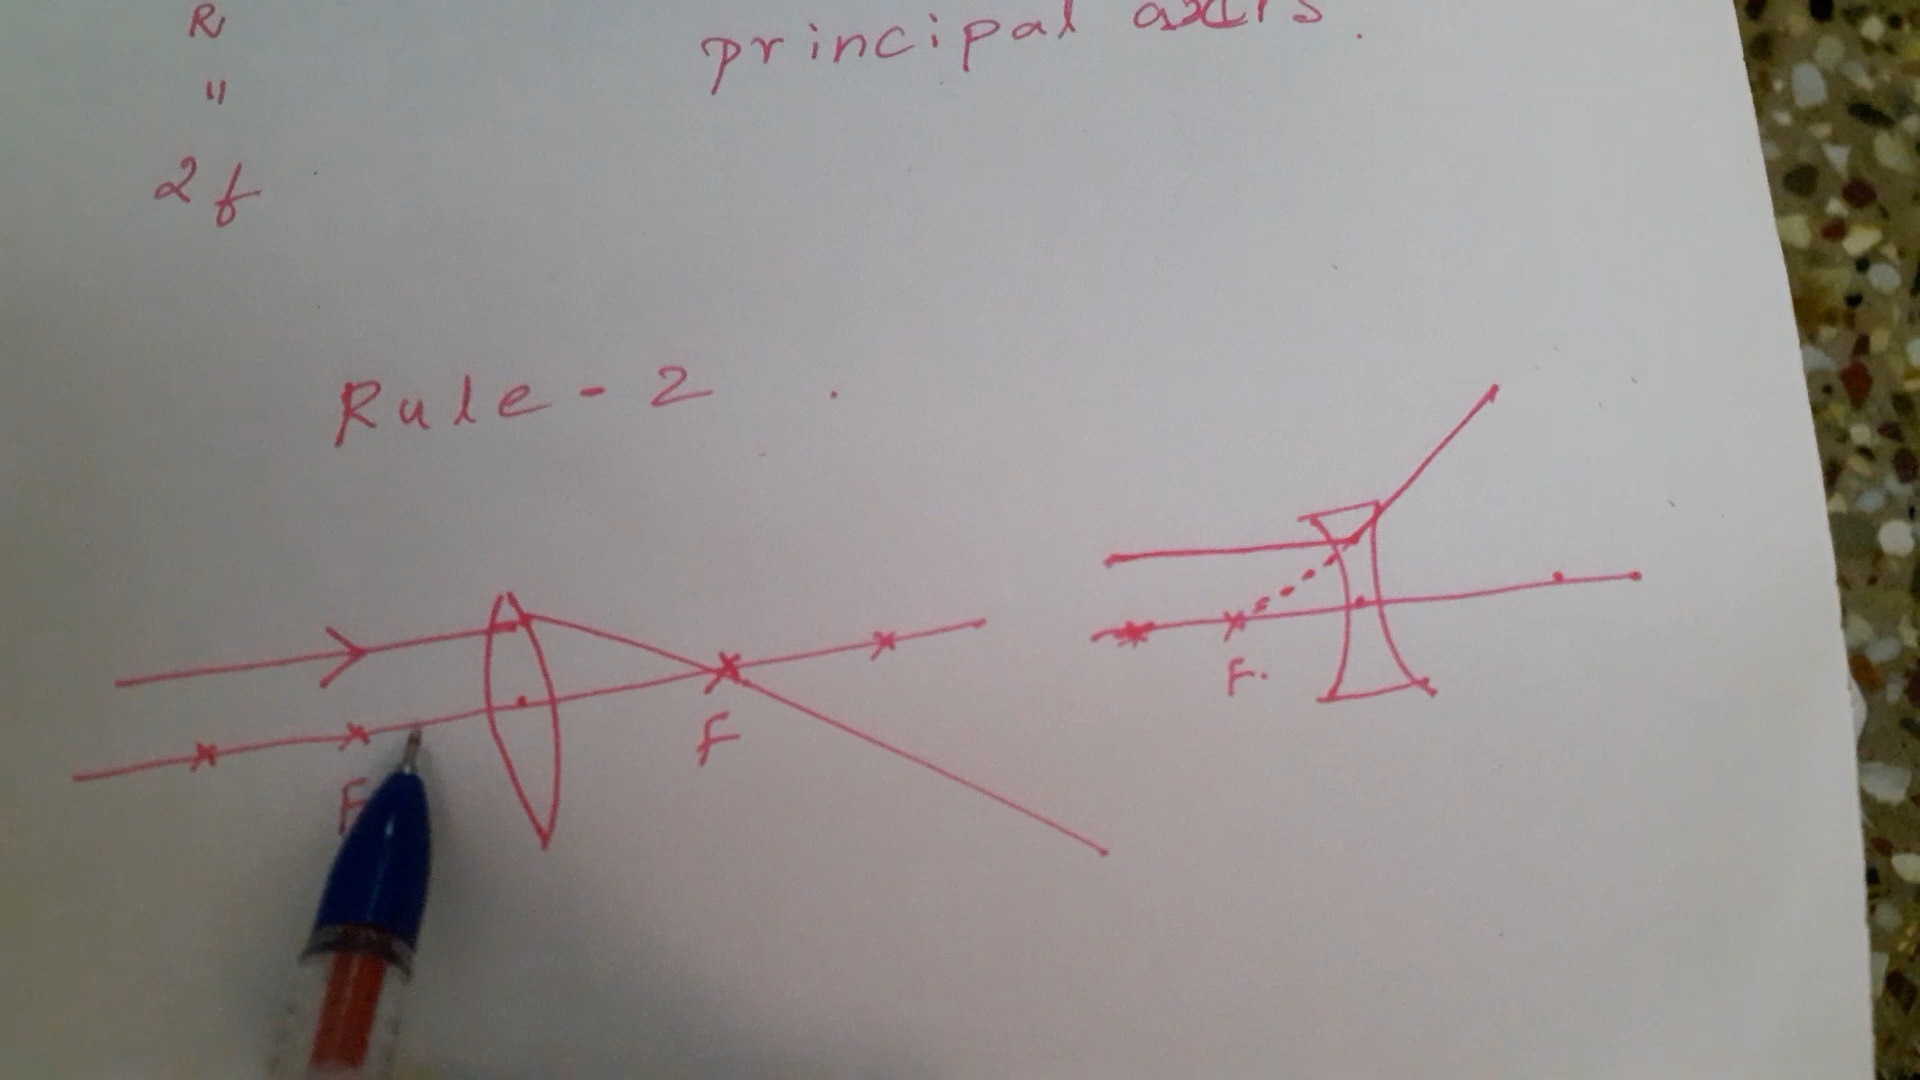 R
principal axis.
"
2f
Rule - 2
F
F
F.